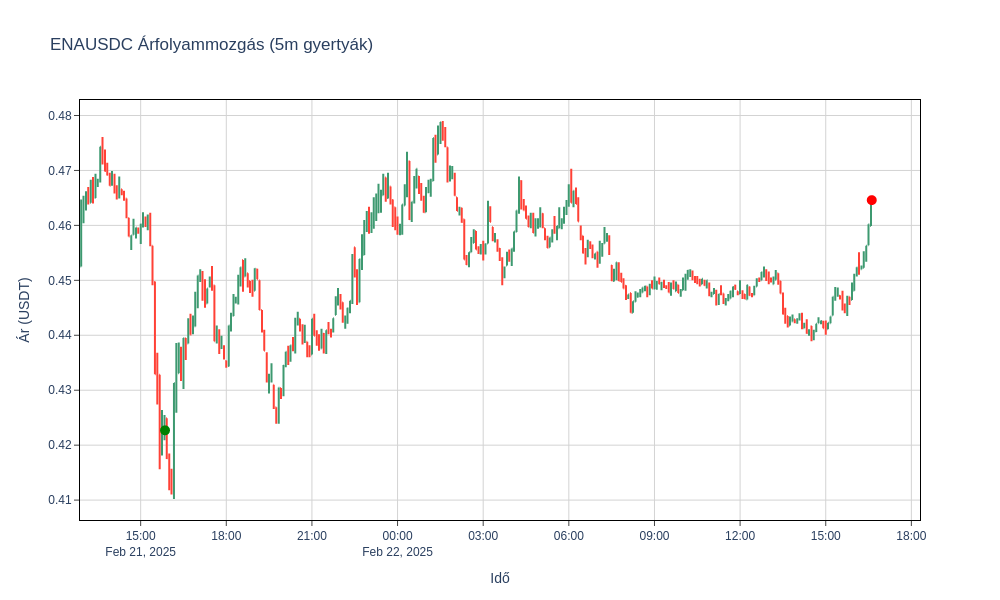 ENAUSDC Árfolyammozgás (5m gyertyák)
0.48
0.47
0.46
0.45
0.44
0.43
0.42
0.41
Ár (USDT)
15:00 18:00 21:00 00:00 03:00 06:00 09:00 12:00 15:00 18:00
Feb 21, 2025 Feb 22, 2025
Idő